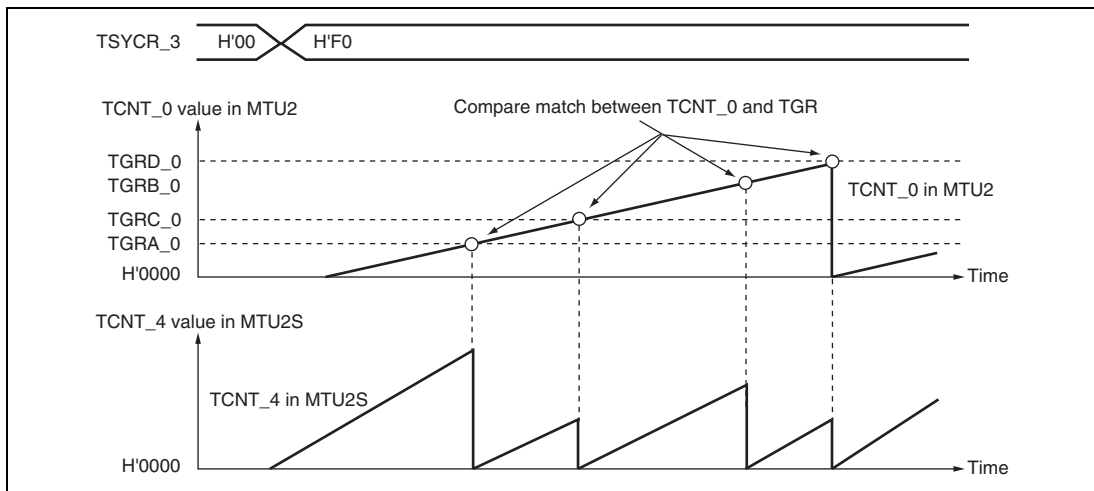 TSYCR_3 H'00 H'F0
TCNT_0 value in MTU2
Compare match between TCNT_0 and TGR
TGRD_0
TGRB_0
TCNT_0 in MTU2
TGRC_0
TGRA_0
H'0000
Time
TCNT_4 value in MTU2S
TCNT_4 in MTU2S
H'0000
Time